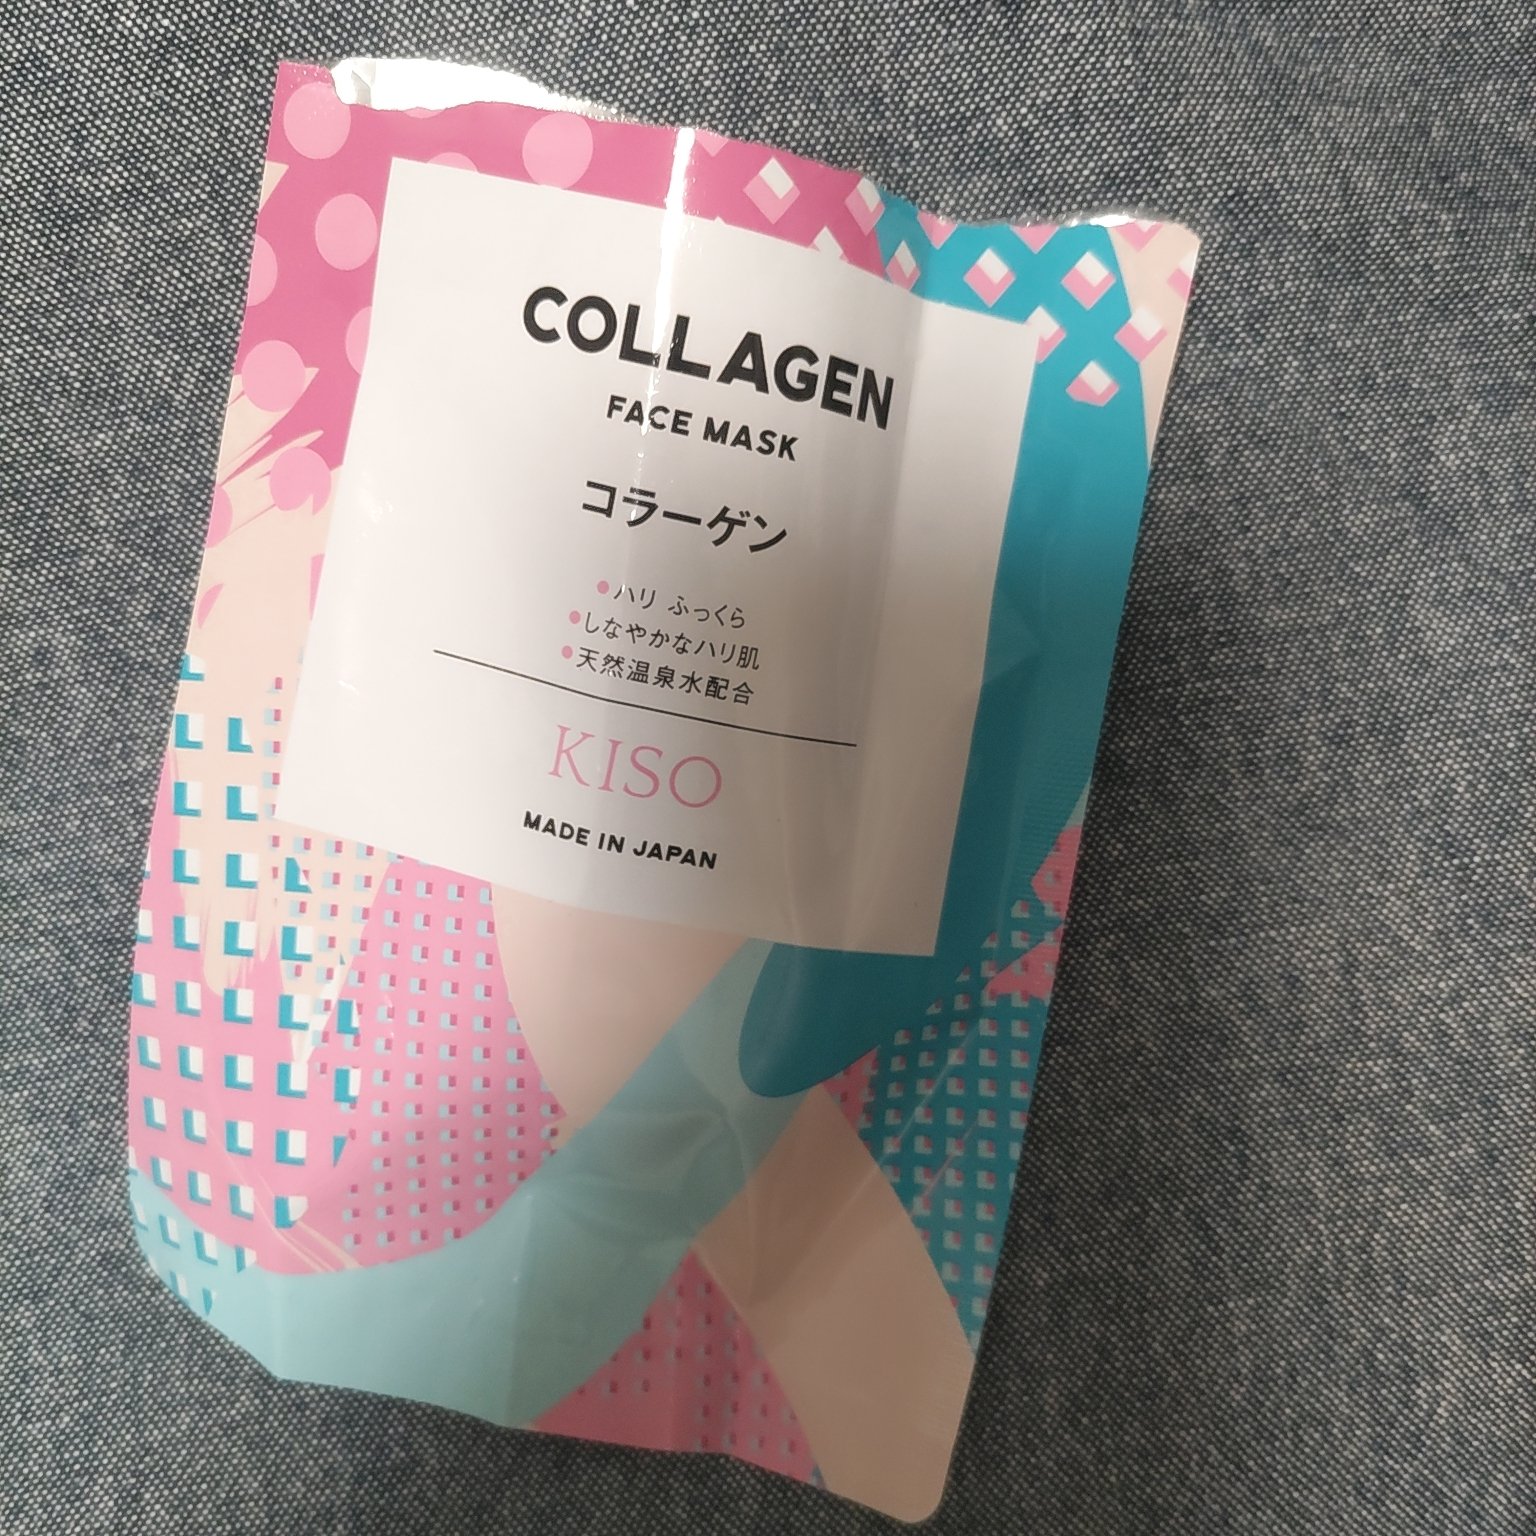 COLLAGEN
FACE MASK
コラーゲン
●ハリ ふっくら
●しなやかなハリ肌
●天然温泉水配合
KISO
MADE IN JAPAN